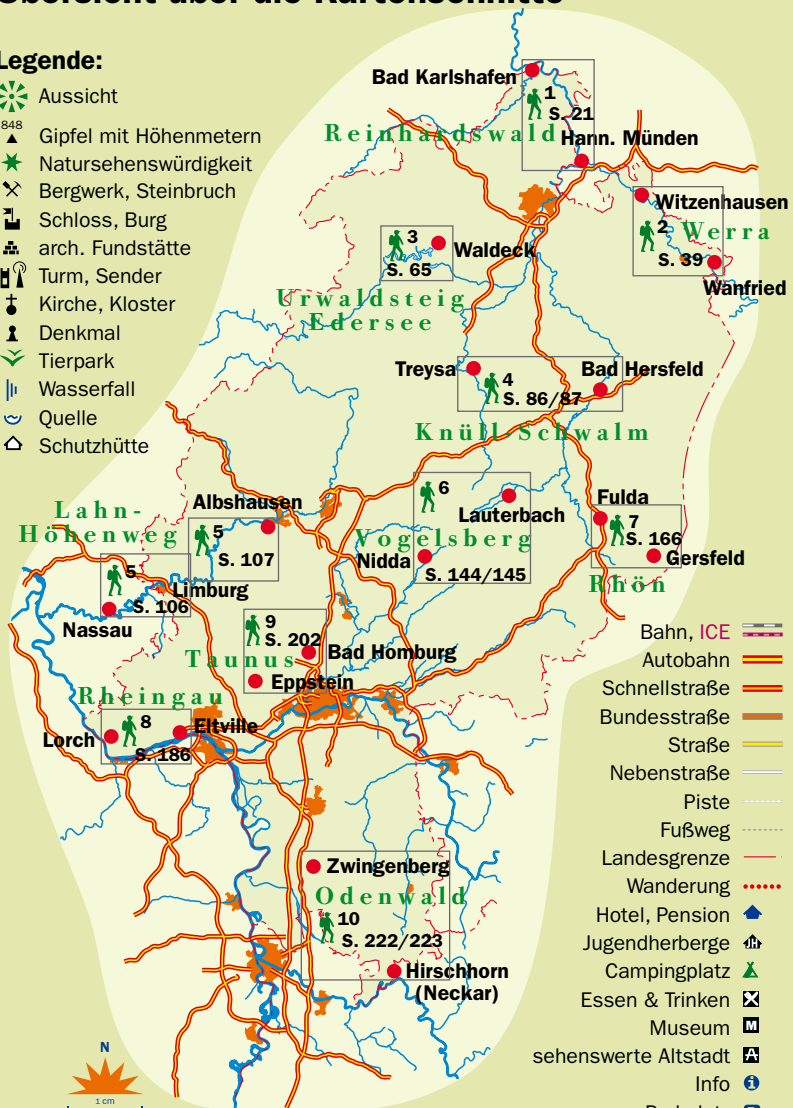 Übersicht über die Kartenschnitte
Legende:
Aussicht
848
Gipfel mit Höhenmetern
Natursehenswürdigkeit
Bergwerk, Steinbruch
Schloss, Burg
arch. Fundstätte
Turm, Sender
Kirche, Kloster
Denkmal
Tierpark
Wasserfall
Quelle
Schutzhütte
Bad Karlshafen
1
S. 21
Reinhardswald
Hann. Münden
Witzenhausen
2
Werra
S. 39
Wanfried
3
Waldeck
S. 65
Urwaldsteig
Edersee
Treysa
Bad Hersfeld
4
S. 86/87
Knüll-Schwalm
6
Lauterbach
Vogelsberg
Nidda
S. 144/145
Fulda
7
S. 166
Gersfeld
Rhön
Albshausen
Lahn-
Höhenweg
5
S. 107
5
Limburg
S. 106
Nassau
9
S. 202
Bad Homburg
Taunus
Eppstein
Rheingau
8
Eltville
Lorch
S. 186
Zwingenberg
Odenwald
10
S. 222/223
Hirschhorn
(Neckar)
Bahn, ICE
Autobahn
Schnellstraße
Bundesstraße
Straße
Nebenstraße
Piste
Fußweg
Landesgrenze
Wanderung
Hotel, Pension
Jugendherberge
JH
Campingplatz
Essen & Trinken
Museum
M
sehenswerte Altstadt
A
Info
i
N
1 cm